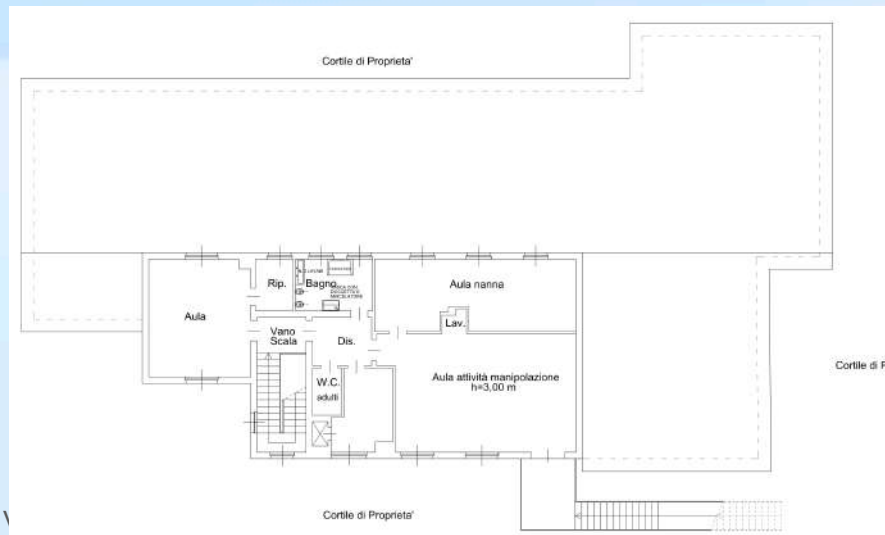 Cortile di Proprieta'
Rip.
Bagno
Aula nanna
Aula
Lav.
Vano
Scala
Dis.
W.C.
adulti
Aula attività manipolazione
h=3,00 m
Cortile di P
Cortile di Proprieta'